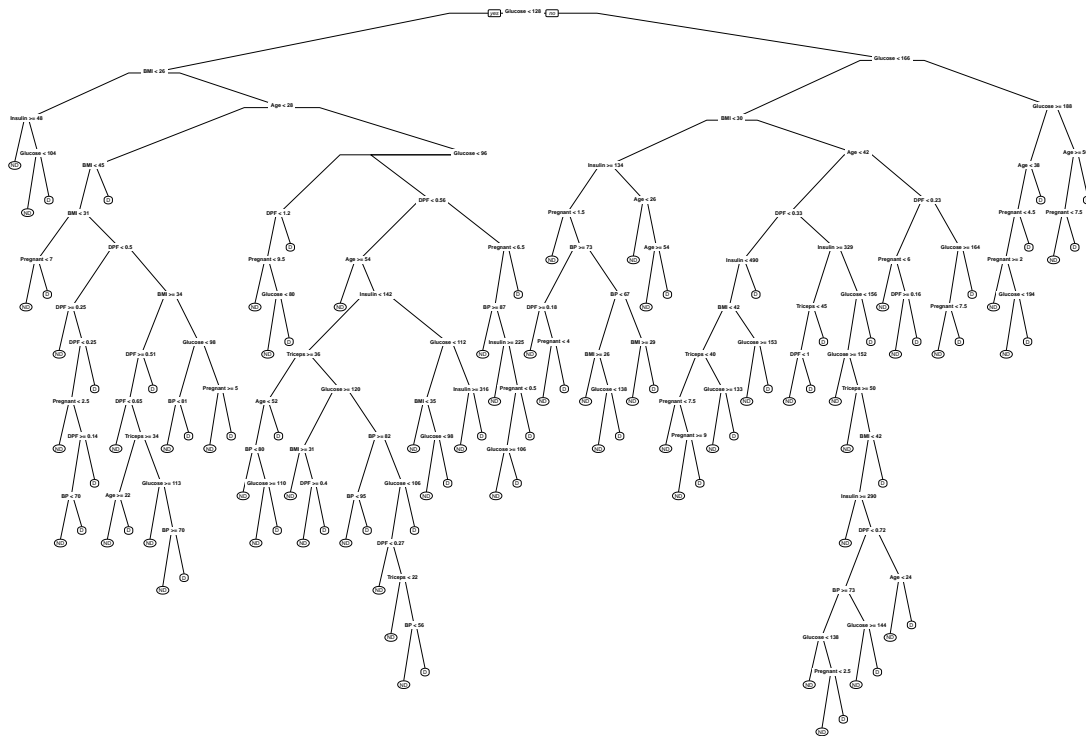 yes Glucose < 128 no
Glucose < 166
BMI < 26
Age < 28
Glucose >= 188
Insulin >= 48
BMI < 30
Glucose < 104
Age < 42
Age >= 5
Glucose < 96
ND
BMI < 45
Insulin >= 134
Age < 38
D
ND D
D
Age < 26
DPF < 0.56
DPF < 0.23
D
D
ND
BMI < 31
DPF < 1.2
Pregnant < 1.5
DPF < 0.33
Pregnant < 4.5
Pregnant < 7.5
DPF < 0.5
D
Pregnant < 6.5
BP >= 73
Age >= 54
Insulin >= 329
Glucose >= 164
ND
D
Pregnant < 7
Pregnant < 9.5
Age >= 54
ND
ND
Insulin < 490
Pregnant < 6
Pregnant >= 2
D
ND
D
BMI >= 34
Glucose < 80
Insulin < 142
D
BP < 67
ND
D
Glucose < 156
DPF >= 0.16
D
Glucose < 194
ND
DPF >= 0.25
ND
ND
BP >= 87
DPF >= 0.18
BMI < 42
Triceps < 45
ND
Pregnant < 7.5
ND
D
DPF < 0.25
Glucose < 98
D
Glucose < 112
Insulin >= 225
Pregnant < 4
BMI >= 29
Glucose >= 153
D
D
ND
D
ND
D
ND
DPF >= 0.51
ND
Triceps >= 36
ND
ND
BMI >= 26
Triceps < 40
DPF < 1
Glucose >= 152
ND
D
D
Pregnant >= 5
Glucose >= 120
Insulin >= 316
Pregnant < 0.5
D
Glucose < 138
D
Glucose < 133
D
Triceps >= 50
Pregnant < 2.5
DPF < 0.65
BP < 81
D
Age < 52
BMI < 35
ND
ND
ND
ND
Pregnant < 7.5
ND
ND
DPF >= 0.14
Triceps >= 34
D
BP >= 82
Glucose < 98
D
D
D
Pregnant >= 9
D
BMI < 42
ND
ND
ND
ND
BP < 80
BMI >= 31
ND
ND
Glucose >= 106
ND
ND
ND
ND
D
Glucose >= 113
Glucose >= 110
DPF >= 0.4
Glucose < 106
D
D
D
BP < 70
Age >= 22
ND
ND
BP < 95
ND
ND
ND
Insulin >= 290
D
D
D
BP >= 70
D
D
D
D
DPF < 0.72
ND
ND
ND
ND
ND
ND
DPF < 0.27
ND
D
Triceps < 22
Age < 24
ND
ND
BP >= 73
BP < 56
Glucose >= 144
D
ND
Glucose < 138
ND
D
Pregnant < 2.5
D
ND
ND
ND
D
ND